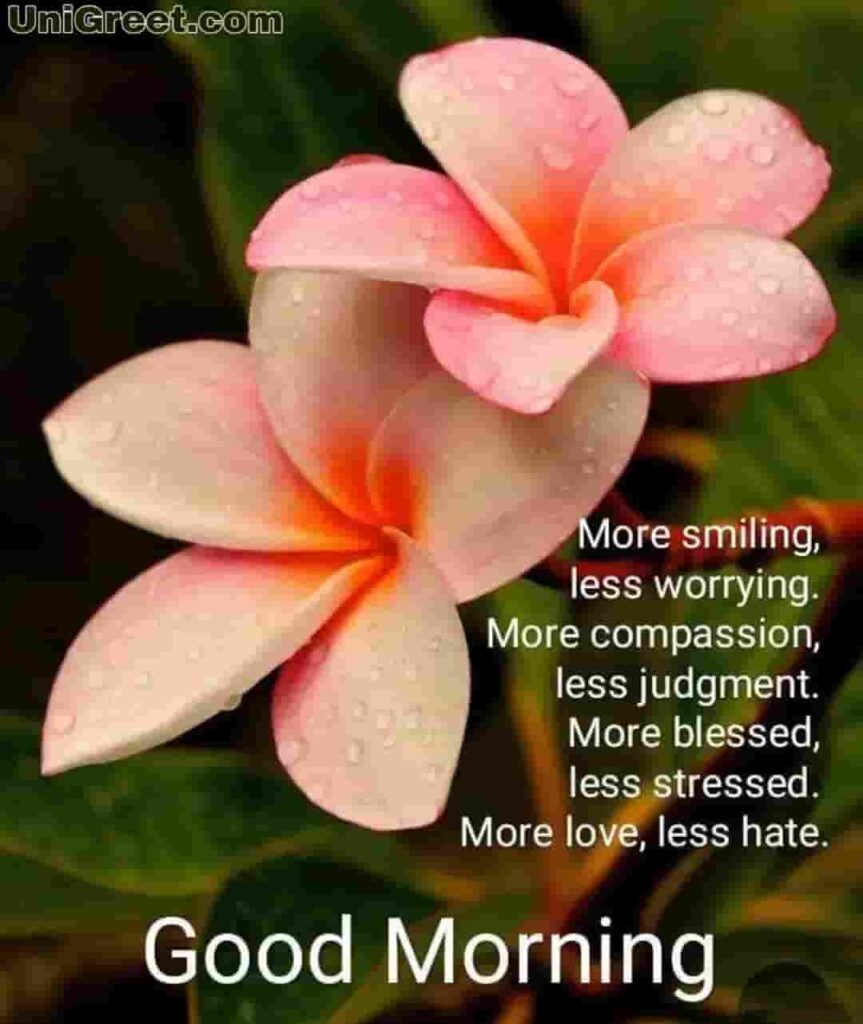 UniGreet.com
More smiling,
less worrying.
More compassion,
less judgment.
More blessed,
less stressed.
More love, less hate.
Good Morning